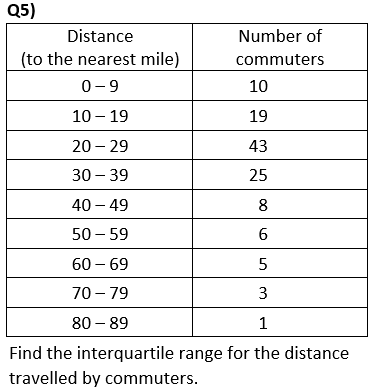 Q5)
Distance Number of
(to the nearest mile) commuters
0 – 9 10
10 – 19 19
20 – 29 43
30 – 39 25
40 – 49 8
50 – 59 6
60 – 69 5
70 – 79 3
80 – 89 1
Find the interquartile range for the distance
travelled by commuters.